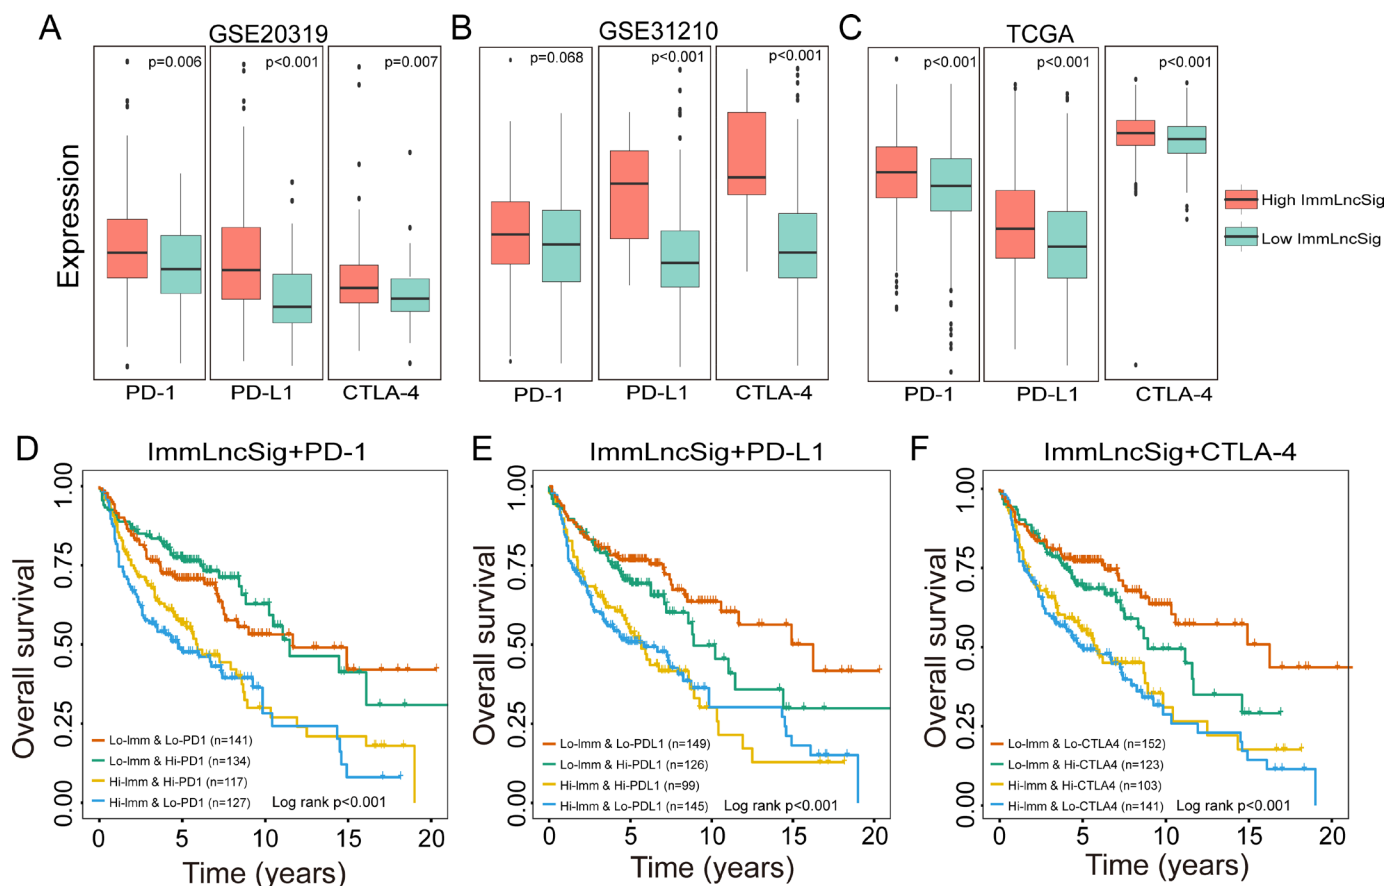 A
GSE20319
B
GSE31210
C
TCGA
p=0.006
p<0.001
p=0.007
p=0.068
p<0.001
p<0.001
p<0.001
p<0.001
p<0.001
Expression
High ImmLncSig
Low ImmLncSig
PD-1
PD-L1
CTLA-4
PD-1
PD-L1
CTLA-4
PD-1
PD-L1
CTLA-4
D
ImmLncSig+PD-1
Overall survival
1.00
0.75
0.50
0.25
0.00
Lo-Imm & Lo-PD1 (n=141)
Lo-Imm & Hi-PD1 (n=134)
Hi-Imm & Hi-PD1 (n=117)
Hi-Imm & Lo-PD1 (n=127)
Log rank p<0.001
0 5 10 15 20
Time (years)
E
ImmLncSig+PD-L1
Overall survival
1.00
0.75
0.50
0.25
0.00
Lo-Imm & Lo-PDL1 (n=149)
Lo-Imm & Hi-PDL1 (n=126)
Hi-Imm & Hi-PDL1 (n=99)
Hi-Imm & Lo-PDL1 (n=145)
Log rank p<0.001
0 5 10 15 20
Time (years)
F
ImmLncSig+CTLA-4
Overall survival
1.00
0.75
0.50
0.25
0.00
Lo-Imm & Lo-CTLA4 (n=152)
Lo-Imm & Hi-CTLA4 (n=123)
Hi-Imm & Hi-CTLA4 (n=103)
Hi-Imm & Lo-CTLA4 (n=141)
Log rank p<0.001
0 5 10 15 20
Time (years)